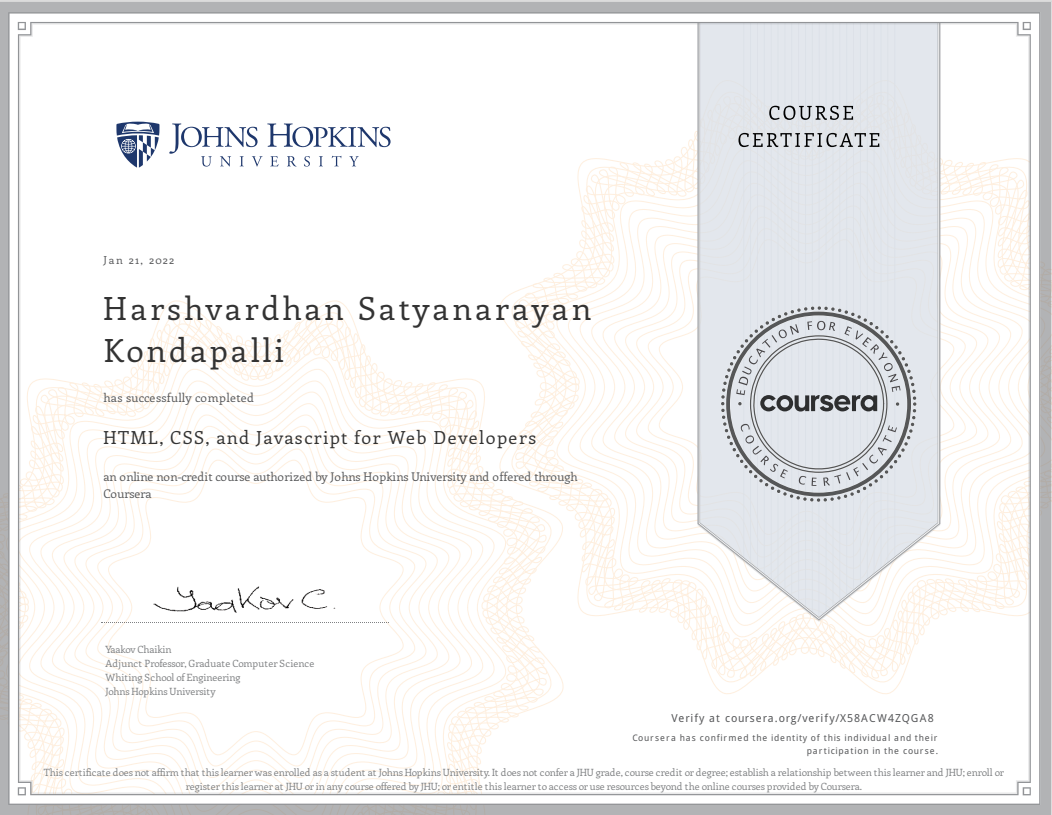 JOHNS HOPKINS
UNIVERSITY
COURSE
CERTIFICATE
Jan 21, 2022
Harshvardhan Satyanarayan
Kondapalli
has successfully completed
HTML, CSS, and Javascript for Web Developers
an online non-credit course authorized by Johns Hopkins University and offered through
Coursera
EDUCATION FOR EVERYONE
coursera
COURSE CERTIFICATE
Yaakov C.
Yaakov Chaikin
Adjunct Professor, Graduate Computer Science
Whiting School of Engineering
Johns Hopkins University
Verify at coursera.org/verify/X58ACW4ZQGA8
Coursera has confirmed the identity of this individual and their
participation in the course.
This certificate does not affirm that this learner was enrolled as a student at Johns Hopkins University. It does not confer a JHU grade, course credit or degree; establish a relationship between this learner and JHU; enroll or
register this learner at JHU or in any course offered by JHU; or entitle this learner to access or use resources beyond the online courses provided by Coursera.